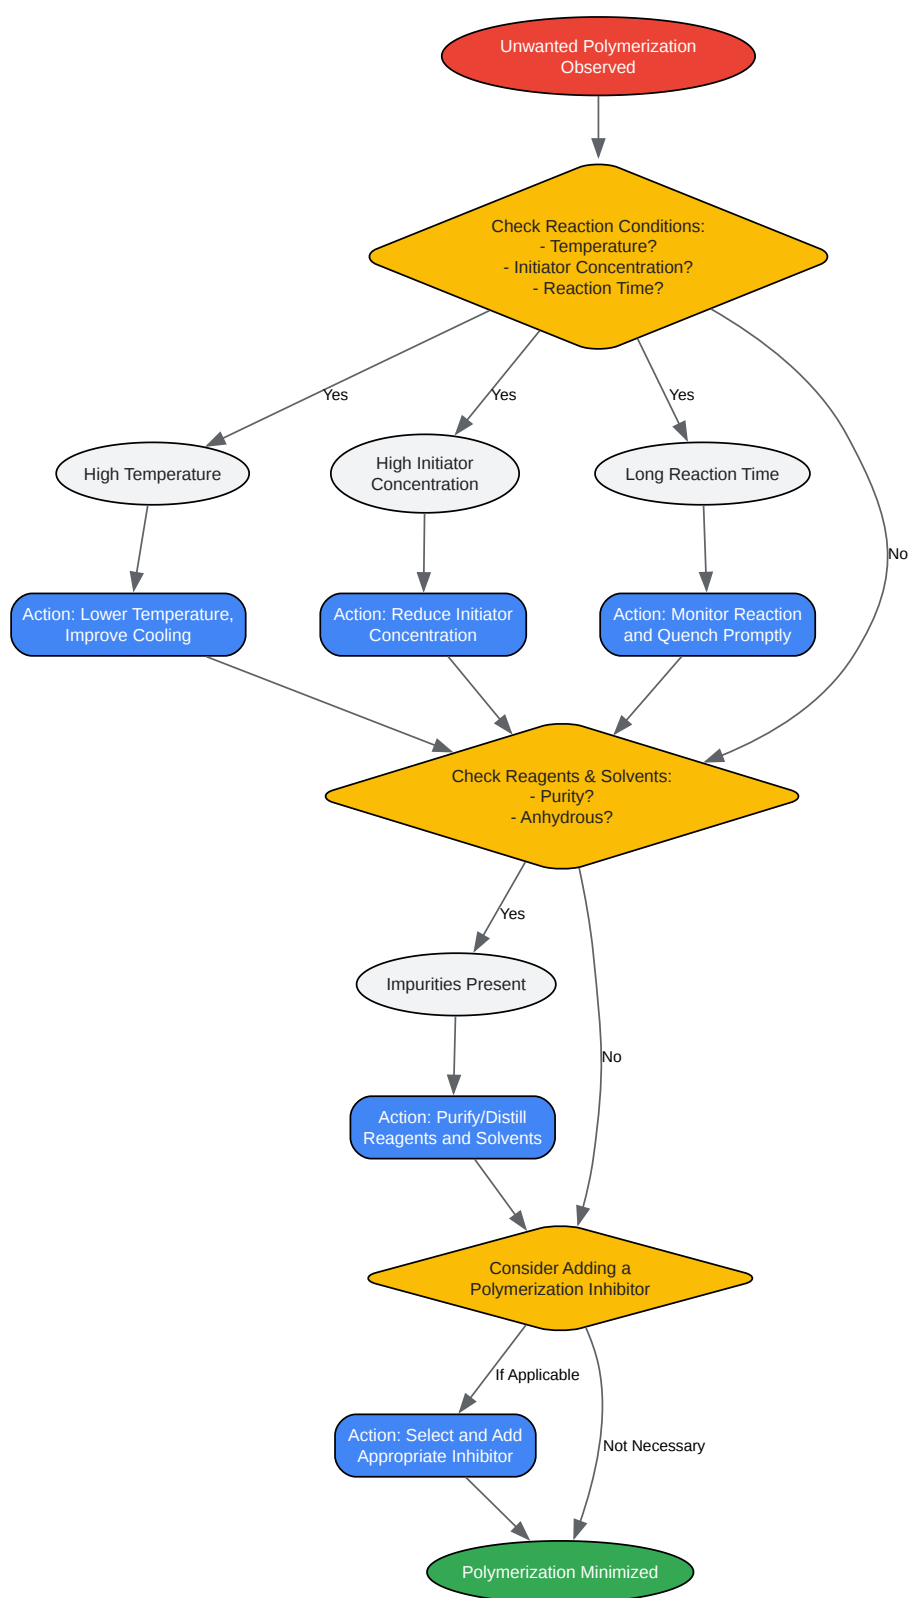 Unwanted Polymerization
Observed
Check Reaction Conditions:
- Temperature?
- Initiator Concentration?
- Reaction Time?
Yes
Yes
Yes
High Temperature
High Initiator
Concentration
Long Reaction Time
No
Action: Lower Temperature,
Improve Cooling
Action: Reduce Initiator
Concentration
Action: Monitor Reaction
and Quench Promptly
Check Reagents & Solvents:
- Purity?
- Anhydrous?
Yes
Impurities Present
No
Action: Purify/Distill
Reagents and Solvents
Consider Adding a
Polymerization Inhibitor
If Applicable
Action: Select and Add
Appropriate Inhibitor
Not Necessary
Polymerization Minimized